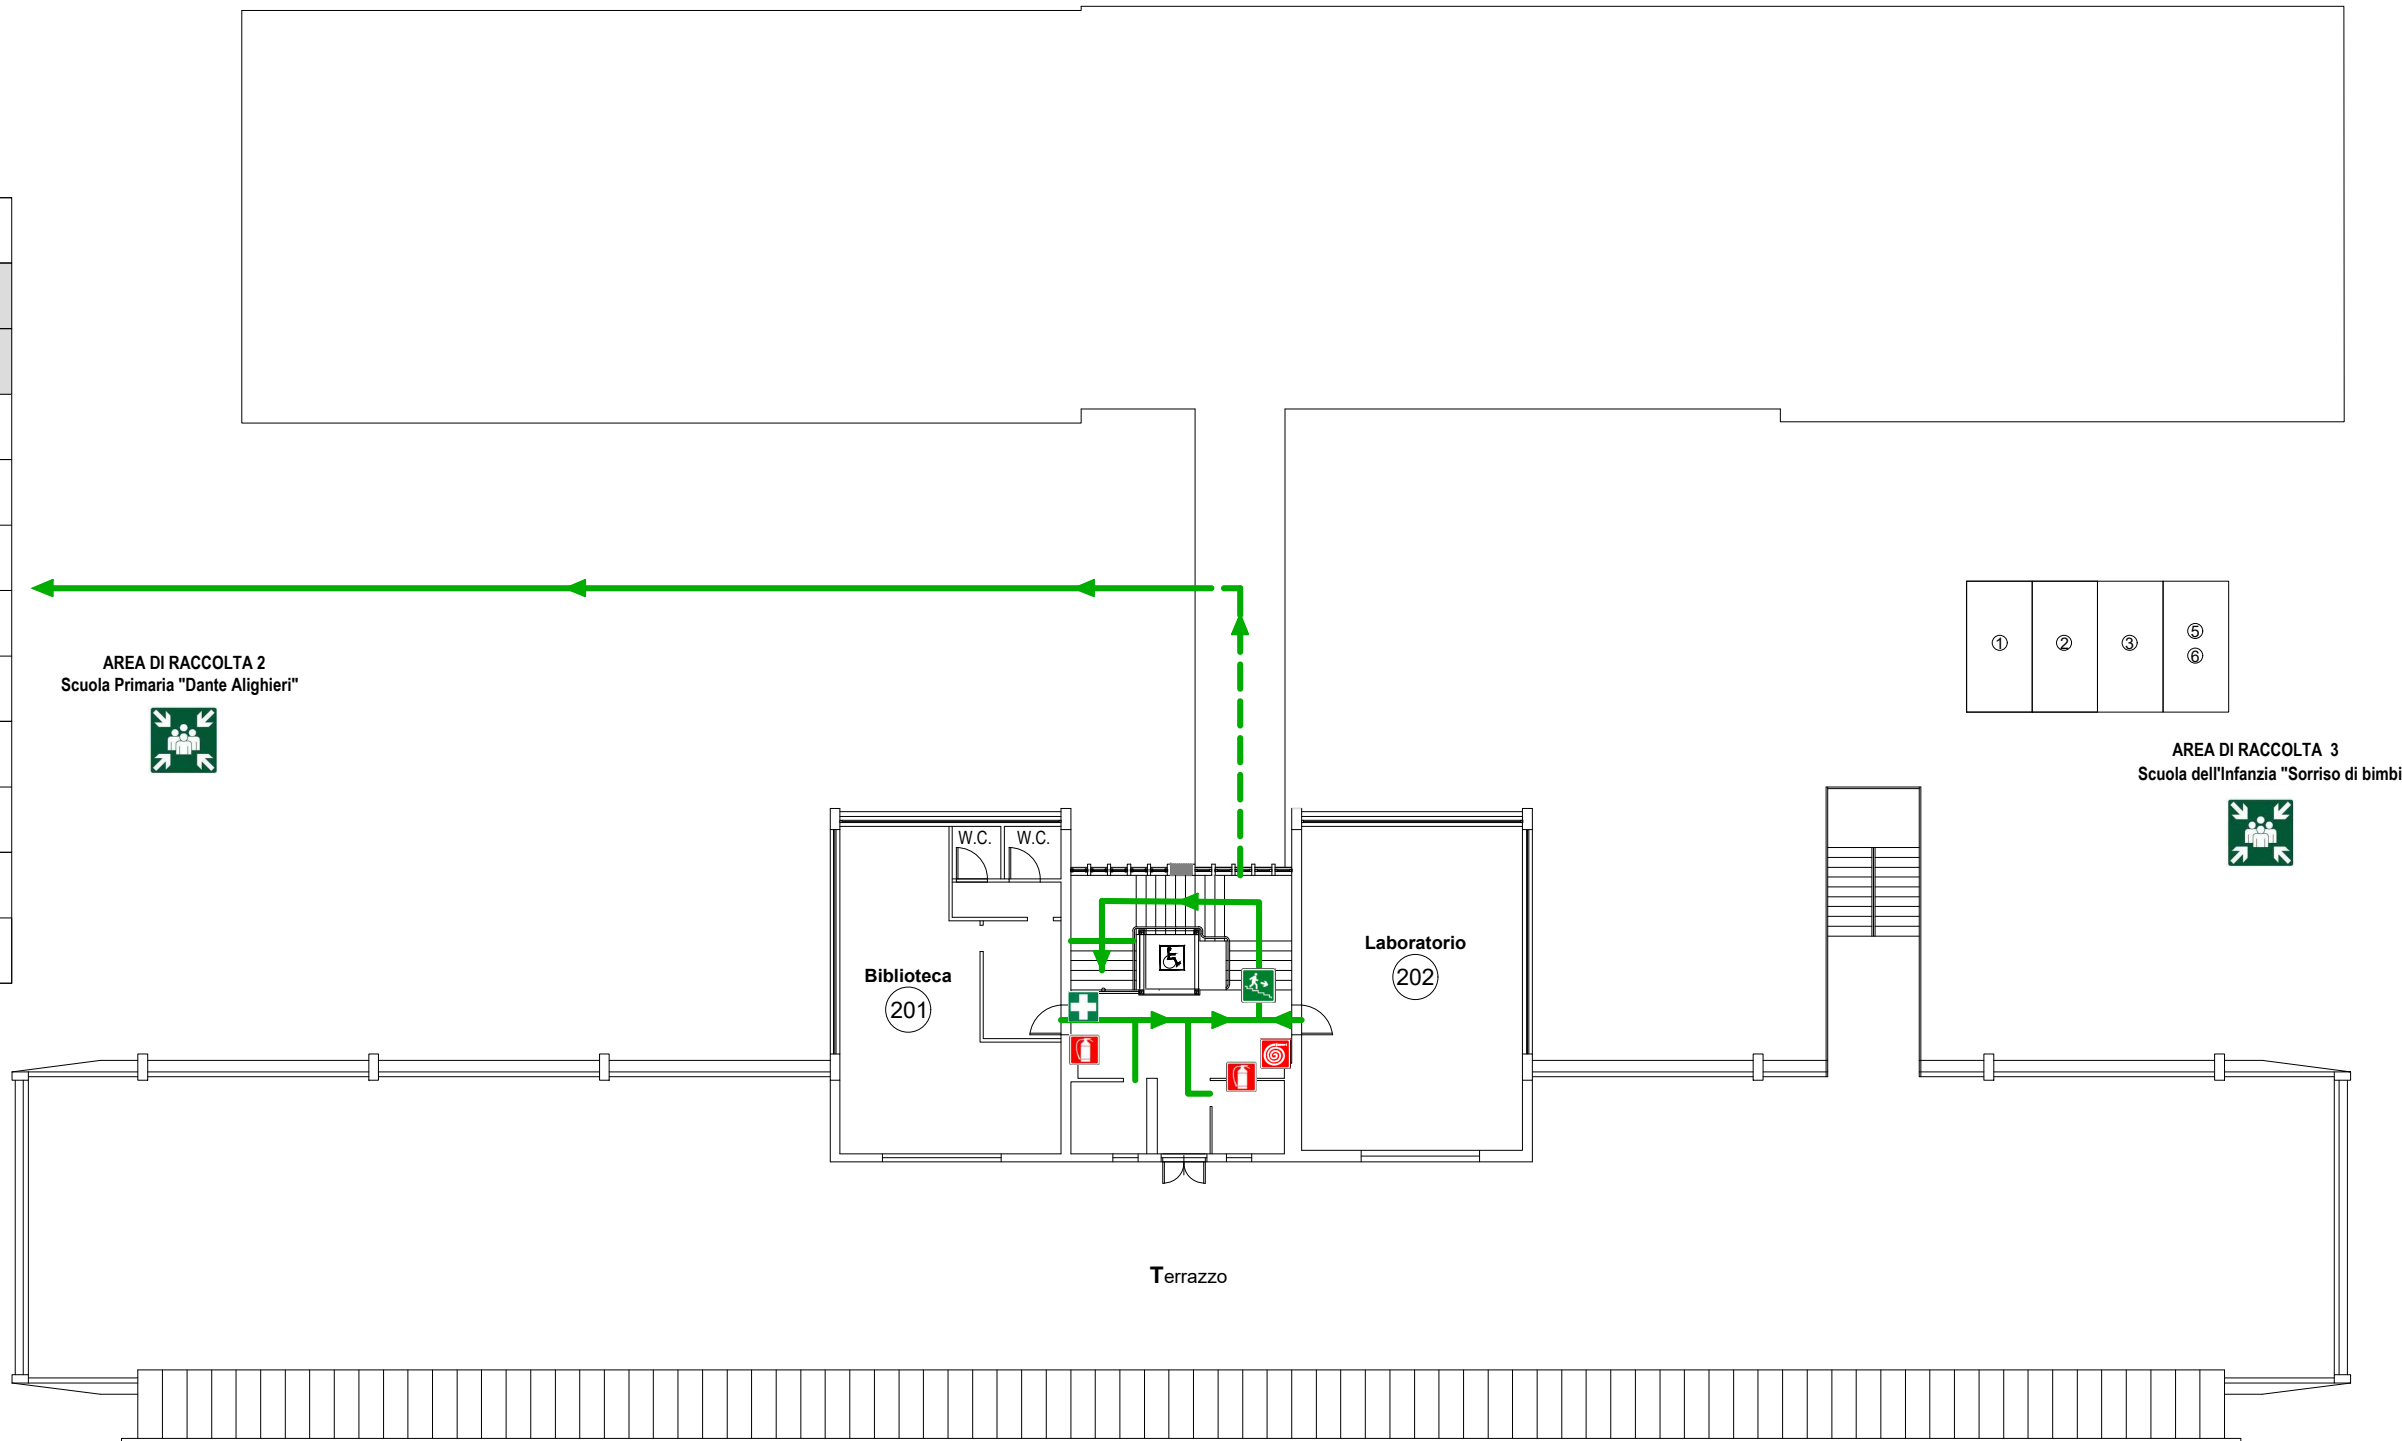 AREA DI RACCOLTA 2
Scuola Primaria "Dante Alighieri"
① ② ③ ⑤
⑥
AREA DI RACCOLTA 3
Scuola dell'Infanzia "Sorriso di bimbi
W.C. W.C.
Biblioteca
201
Laboratorio
202
Terrazzo